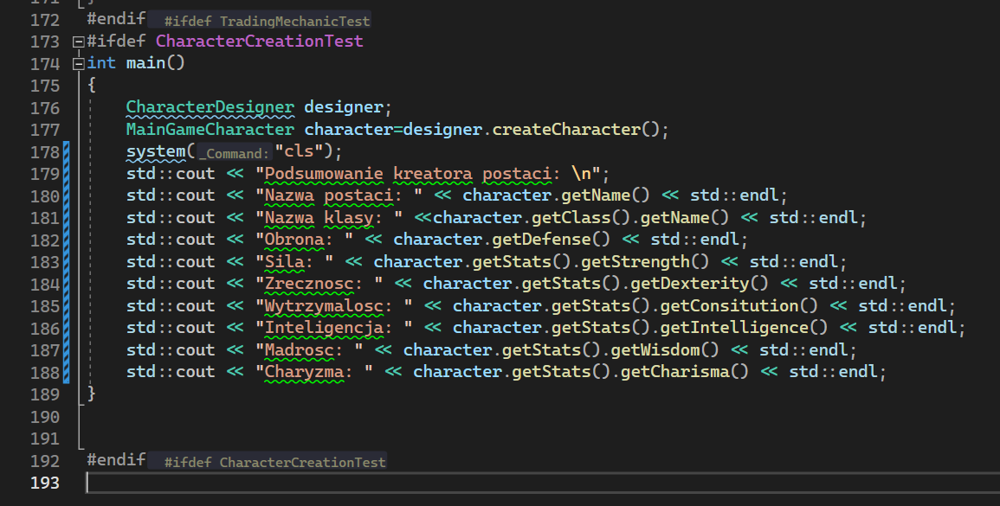 172 #endif #ifdef TradingMechanicTest
173 #ifdef CharacterCreationTest
174 int main()
175 {
176 CharacterDesigner designer;
177 MainGameCharacter character=designer.createCharacter();
178 system(_Command:"cls");
179 std::cout << "Podsumowanie kreatora postaci: \n";
180 std::cout << "Nazwa postaci: " << character.getName() << std::endl;
181 std::cout << "Nazwa klasy: " <<character.getClass().getName() << std::endl;
182 std::cout << "Obrona: " << character.getDefense() << std::endl;
183 std::cout << "Sila: " << character.getStats().getStrength() << std::endl;
184 std::cout << "Zrecznosc: " << character.getStats().getDexterity() << std::endl;
185 std::cout << "Wytrzymalosc: " << character.getStats().getConsitution() << std::endl;
186 std::cout << "Inteligencja: " << character.getStats().getIntelligence() << std::endl;
187 std::cout << "Madrosc: " << character.getStats().getWisdom() << std::endl;
188 std::cout << "Charyzma: " << character.getStats().getCharisma() << std::endl;
189 }
190
191
192 #endif #ifdef CharacterCreationTest
193